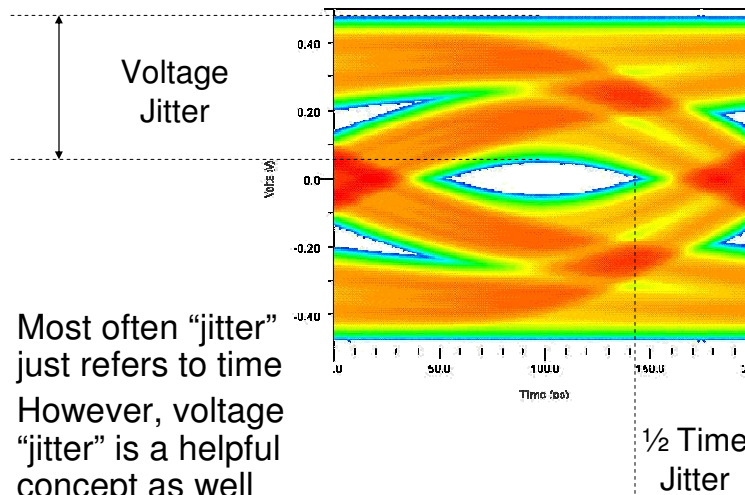 Voltage
Jitter
0.40
0.20
0.0
-0.20
-0.40
Volts (V)
.0
50.0
100.0
150.0
Time (ps)
Most often “jitter”
just refers to time
However, voltage
“jitter” is a helpful
concept as well
½ Time
Jitter